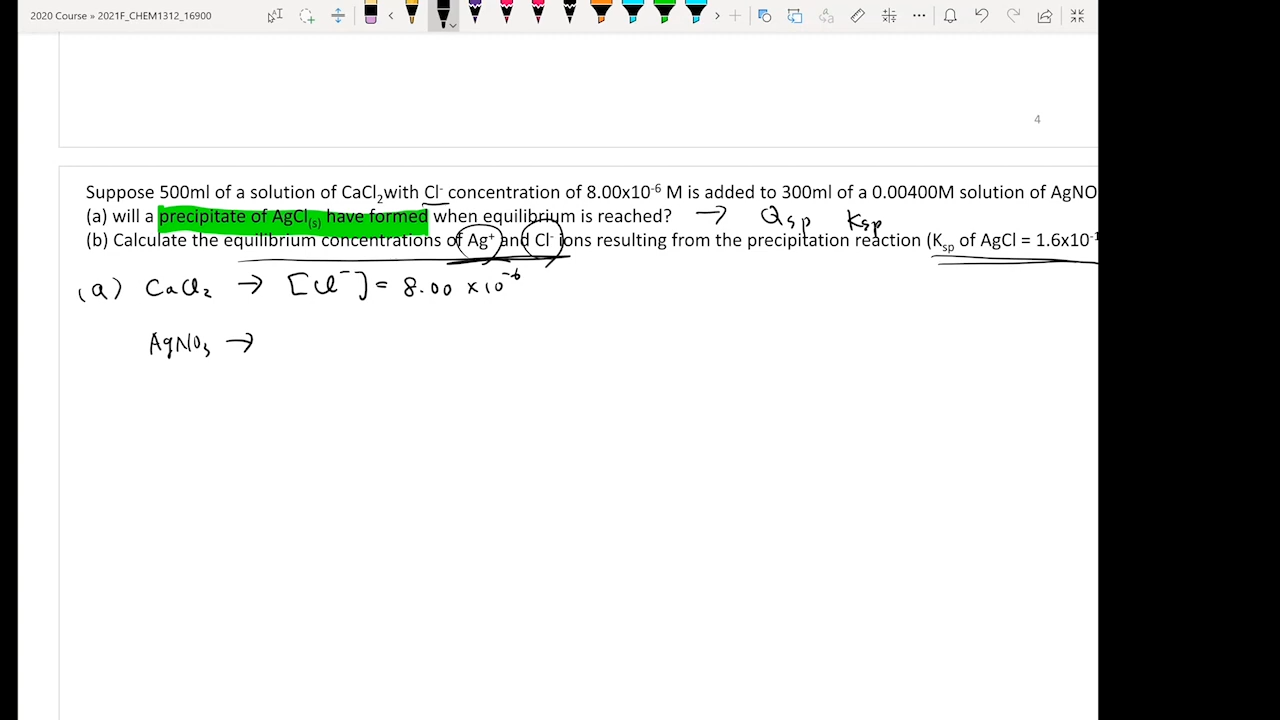 2020 Course » 2021F_CHEM1312_16900
4
Suppose 500ml of a solution of CaCl₂with Cl⁻ concentration of 8.00x10⁻⁶ M is added to 300ml of a 0.00400M solution of AgNO
(a) will a precipitate of AgCl₍s₎ have formed when equilibrium is reached? → Qsp Ksp
(b) Calculate the equilibrium concentrations of Ag⁺ and Cl⁻ ions resulting from the precipitation reaction (Ksp of AgCl = 1.6x10⁻¹
(a) CaCl₂ → [Cl⁻] = 8.00 ×10⁻⁶
AgNO₃ →